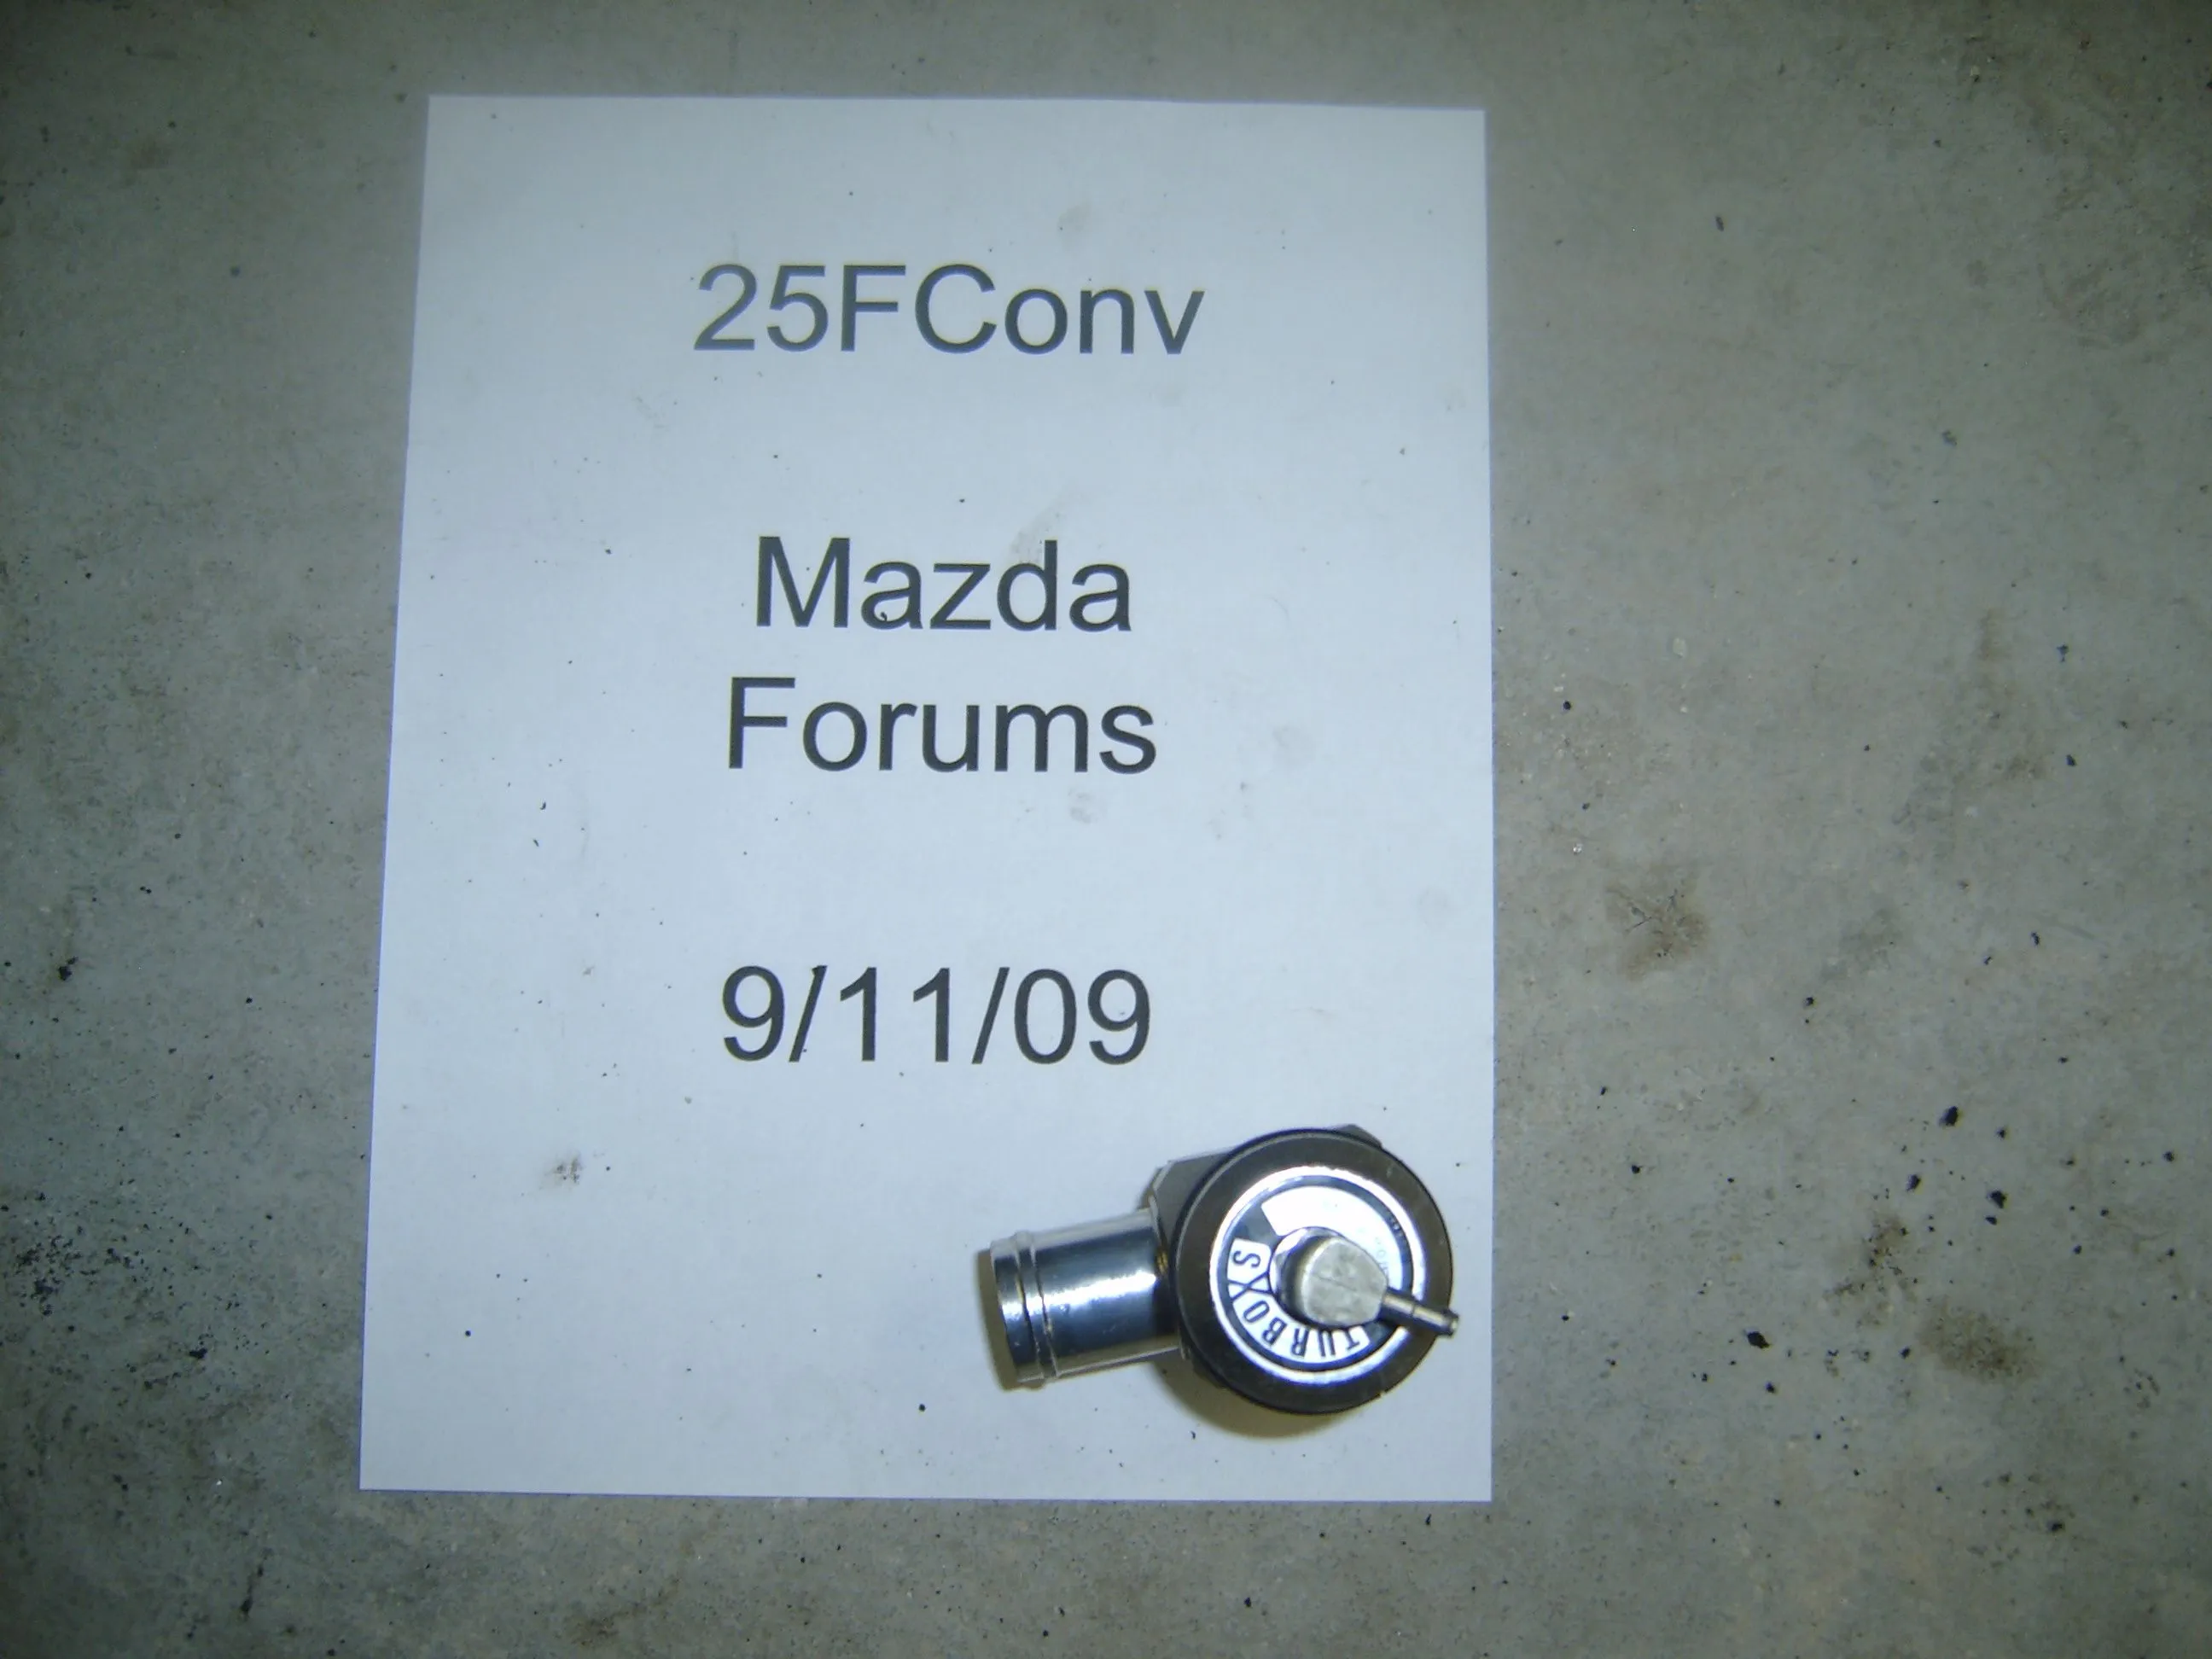 25FConv
Mazda
Forums
9/11/09
TURBOXS